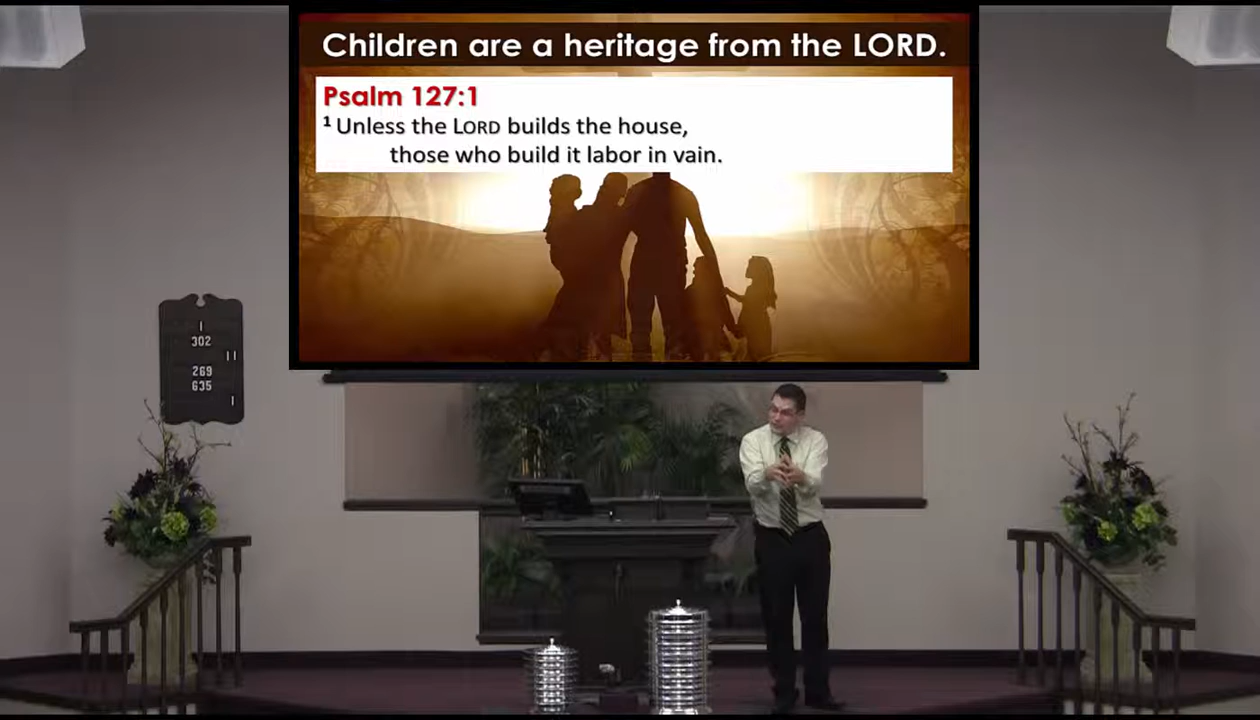 Children are a heritage from the LORD.
Psalm 127:1
¹ Unless the LORD builds the house,
those who build it labor in vain.
I
302
II
269
635
I